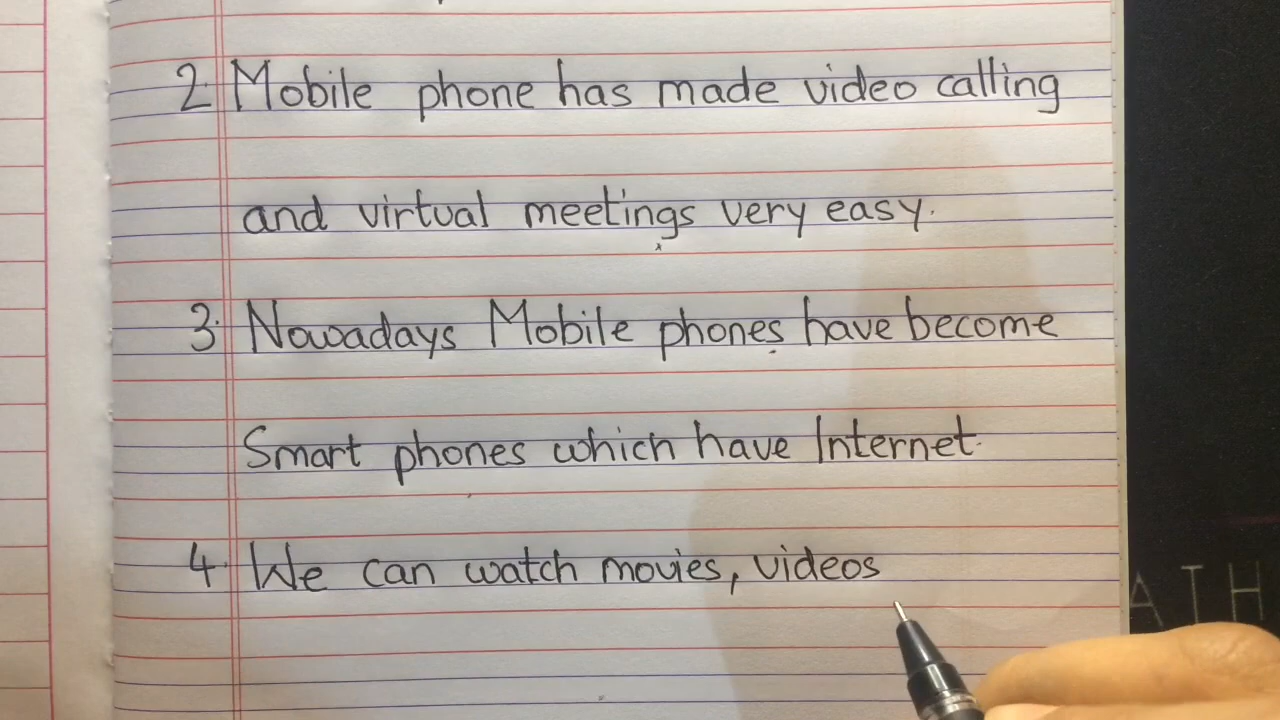 2. Mobile phone has made video calling
and virtual meetings very easy.
3. Nowadays Mobile phones have become
Smart phones which have Internet.
4. We can watch movies, videos
ATH